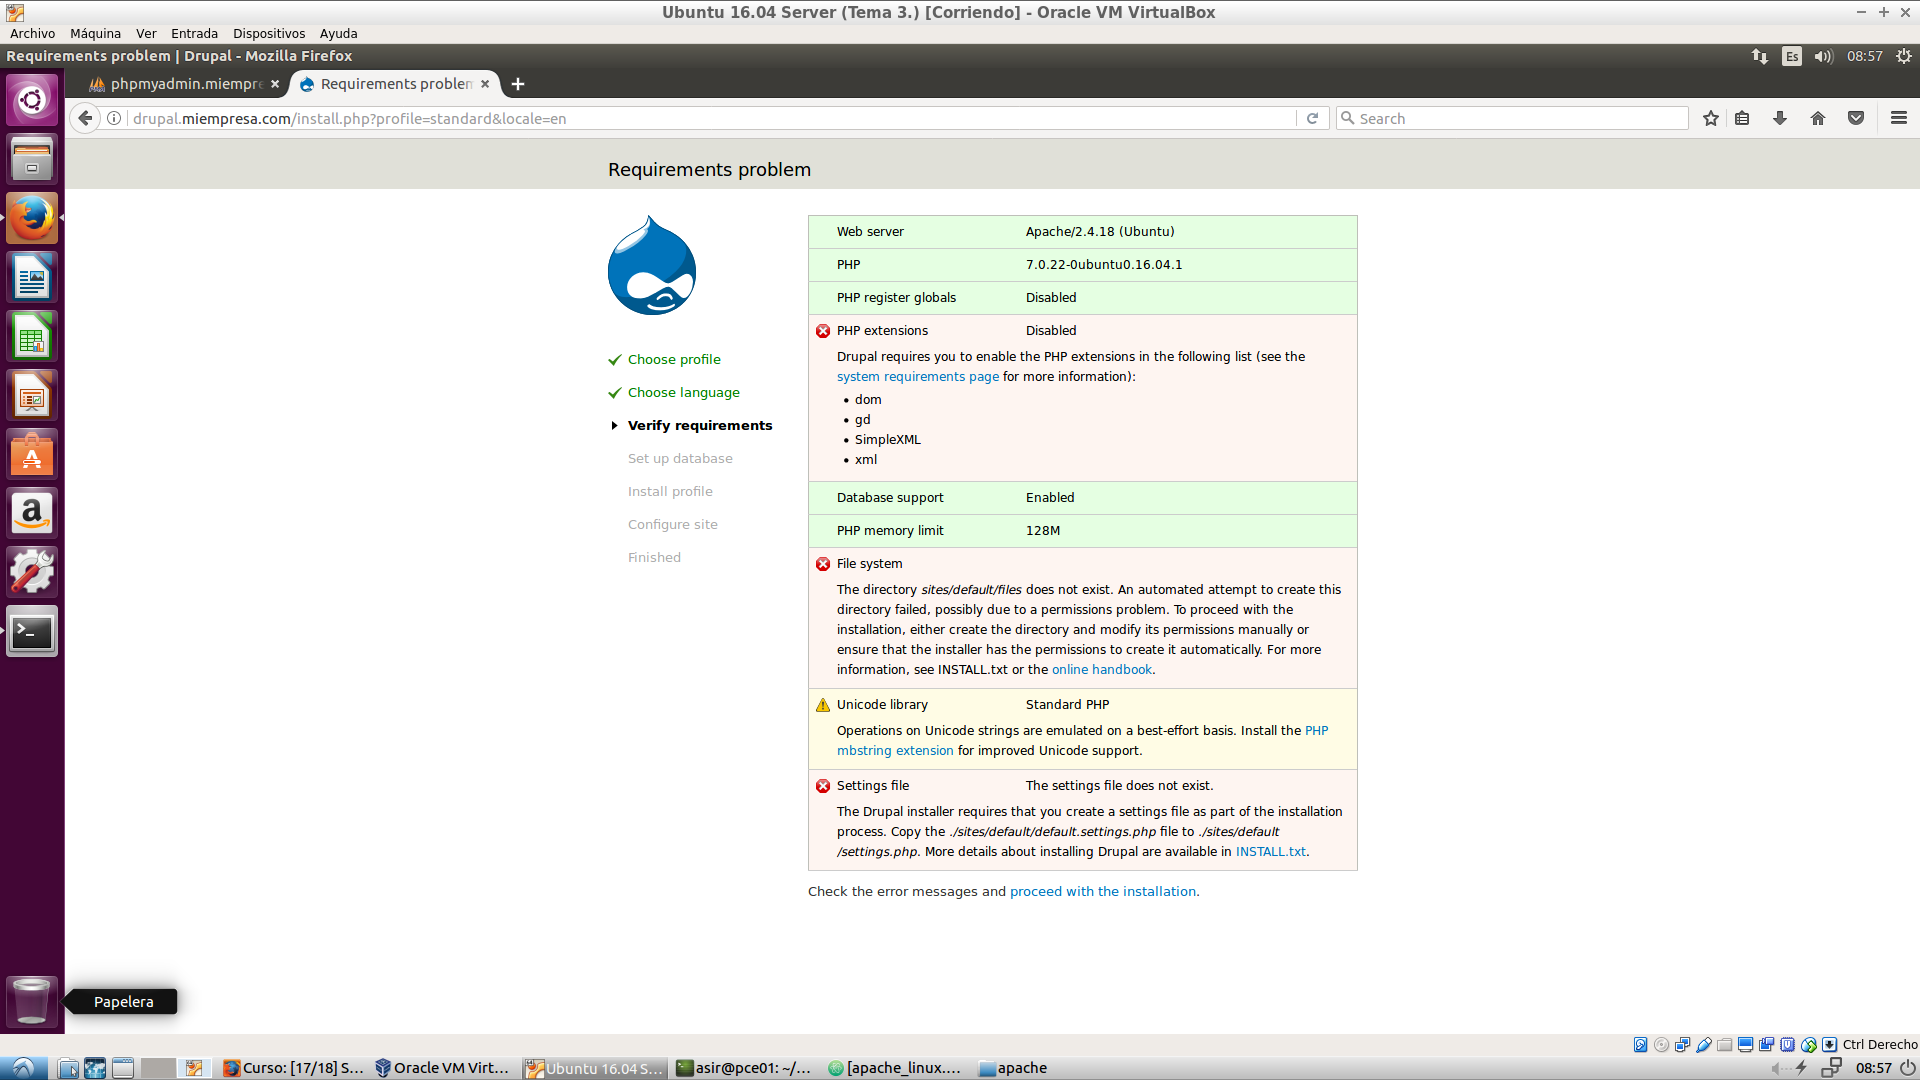 Ubuntu 16.04 Server (Tema 3.) [Corriendo] - Oracle VM VirtualBox
Archivo Máquina Ver Entrada Dispositivos Ayuda
Requirements problem | Drupal - Mozilla Firefox
Es
08:57
phpmyadmin.miempre
Requirements problem
drupal.miempresa.com/install.php?profile=standard&locale=en
Search
Requirements problem
Choose profile
Choose language
Verify requirements
Set up database
Install profile
Configure site
Finished
Web server Apache/2.4.18 (Ubuntu)
PHP 7.0.22-0ubuntu0.16.04.1
PHP register globals Disabled
PHP extensions Disabled
Drupal requires you to enable the PHP extensions in the following list (see the
system requirements page for more information):
• dom
• gd
• SimpleXML
• xml
Database support Enabled
PHP memory limit 128M
File system
The directory sites/default/files does not exist. An automated attempt to create this
directory failed, possibly due to a permissions problem. To proceed with the
installation, either create the directory and modify its permissions manually or
ensure that the installer has the permissions to create it automatically. For more
information, see INSTALL.txt or the online handbook.
Unicode library Standard PHP
Operations on Unicode strings are emulated on a best-effort basis. Install the PHP
mbstring extension for improved Unicode support.
Settings file The settings file does not exist.
The Drupal installer requires that you create a settings file as part of the installation
process. Copy the ./sites/default/default.settings.php file to ./sites/default
/settings.php. More details about installing Drupal are available in INSTALL.txt.
Check the error messages and proceed with the installation.
Papelera
Ctrl Derecho
Curso: [17/18] S...
Oracle VM Virt...
Ubuntu 16.04 S...
asir@pce01: ~/...
[apache_linux....
apache
08:57